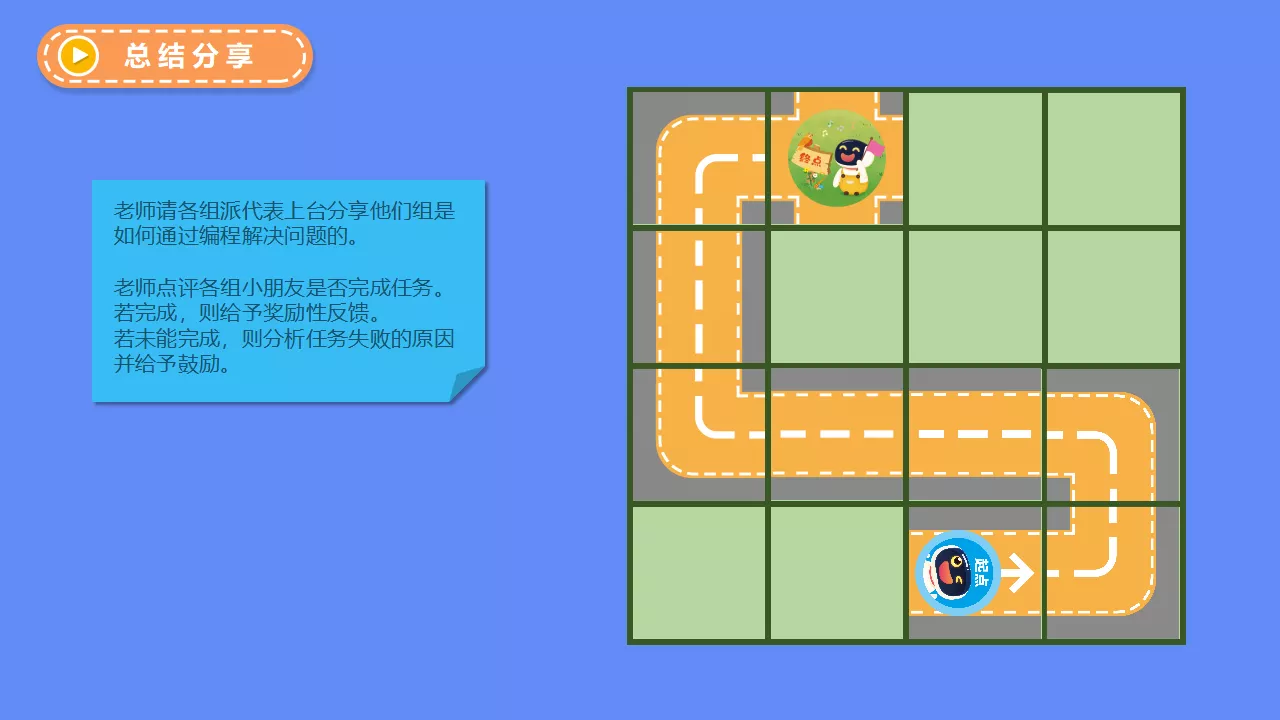 总结分享
老师请各组派代表上台分享他们组是
如何通过编程解决问题的。
老师点评各组小朋友是否完成任务。
若完成，则给予奖励性反馈。
若未能完成，则分析任务失败的原因
并给予鼓励。
终点
起点